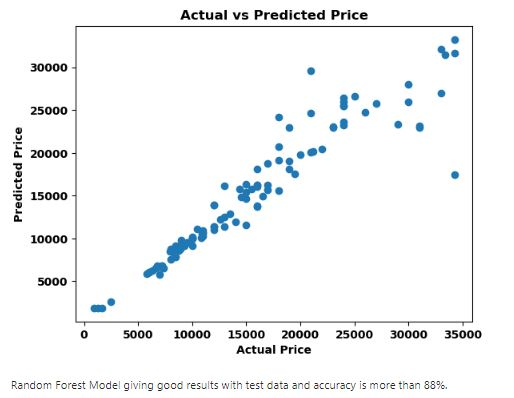 Actual vs Predicted Price
30000
25000
20000
15000
10000
5000
Predicted Price
0 5000 10000 15000 20000 25000 30000 35000
Actual Price
Random Forest Model giving good results with test data and accuracy is more than 88%.